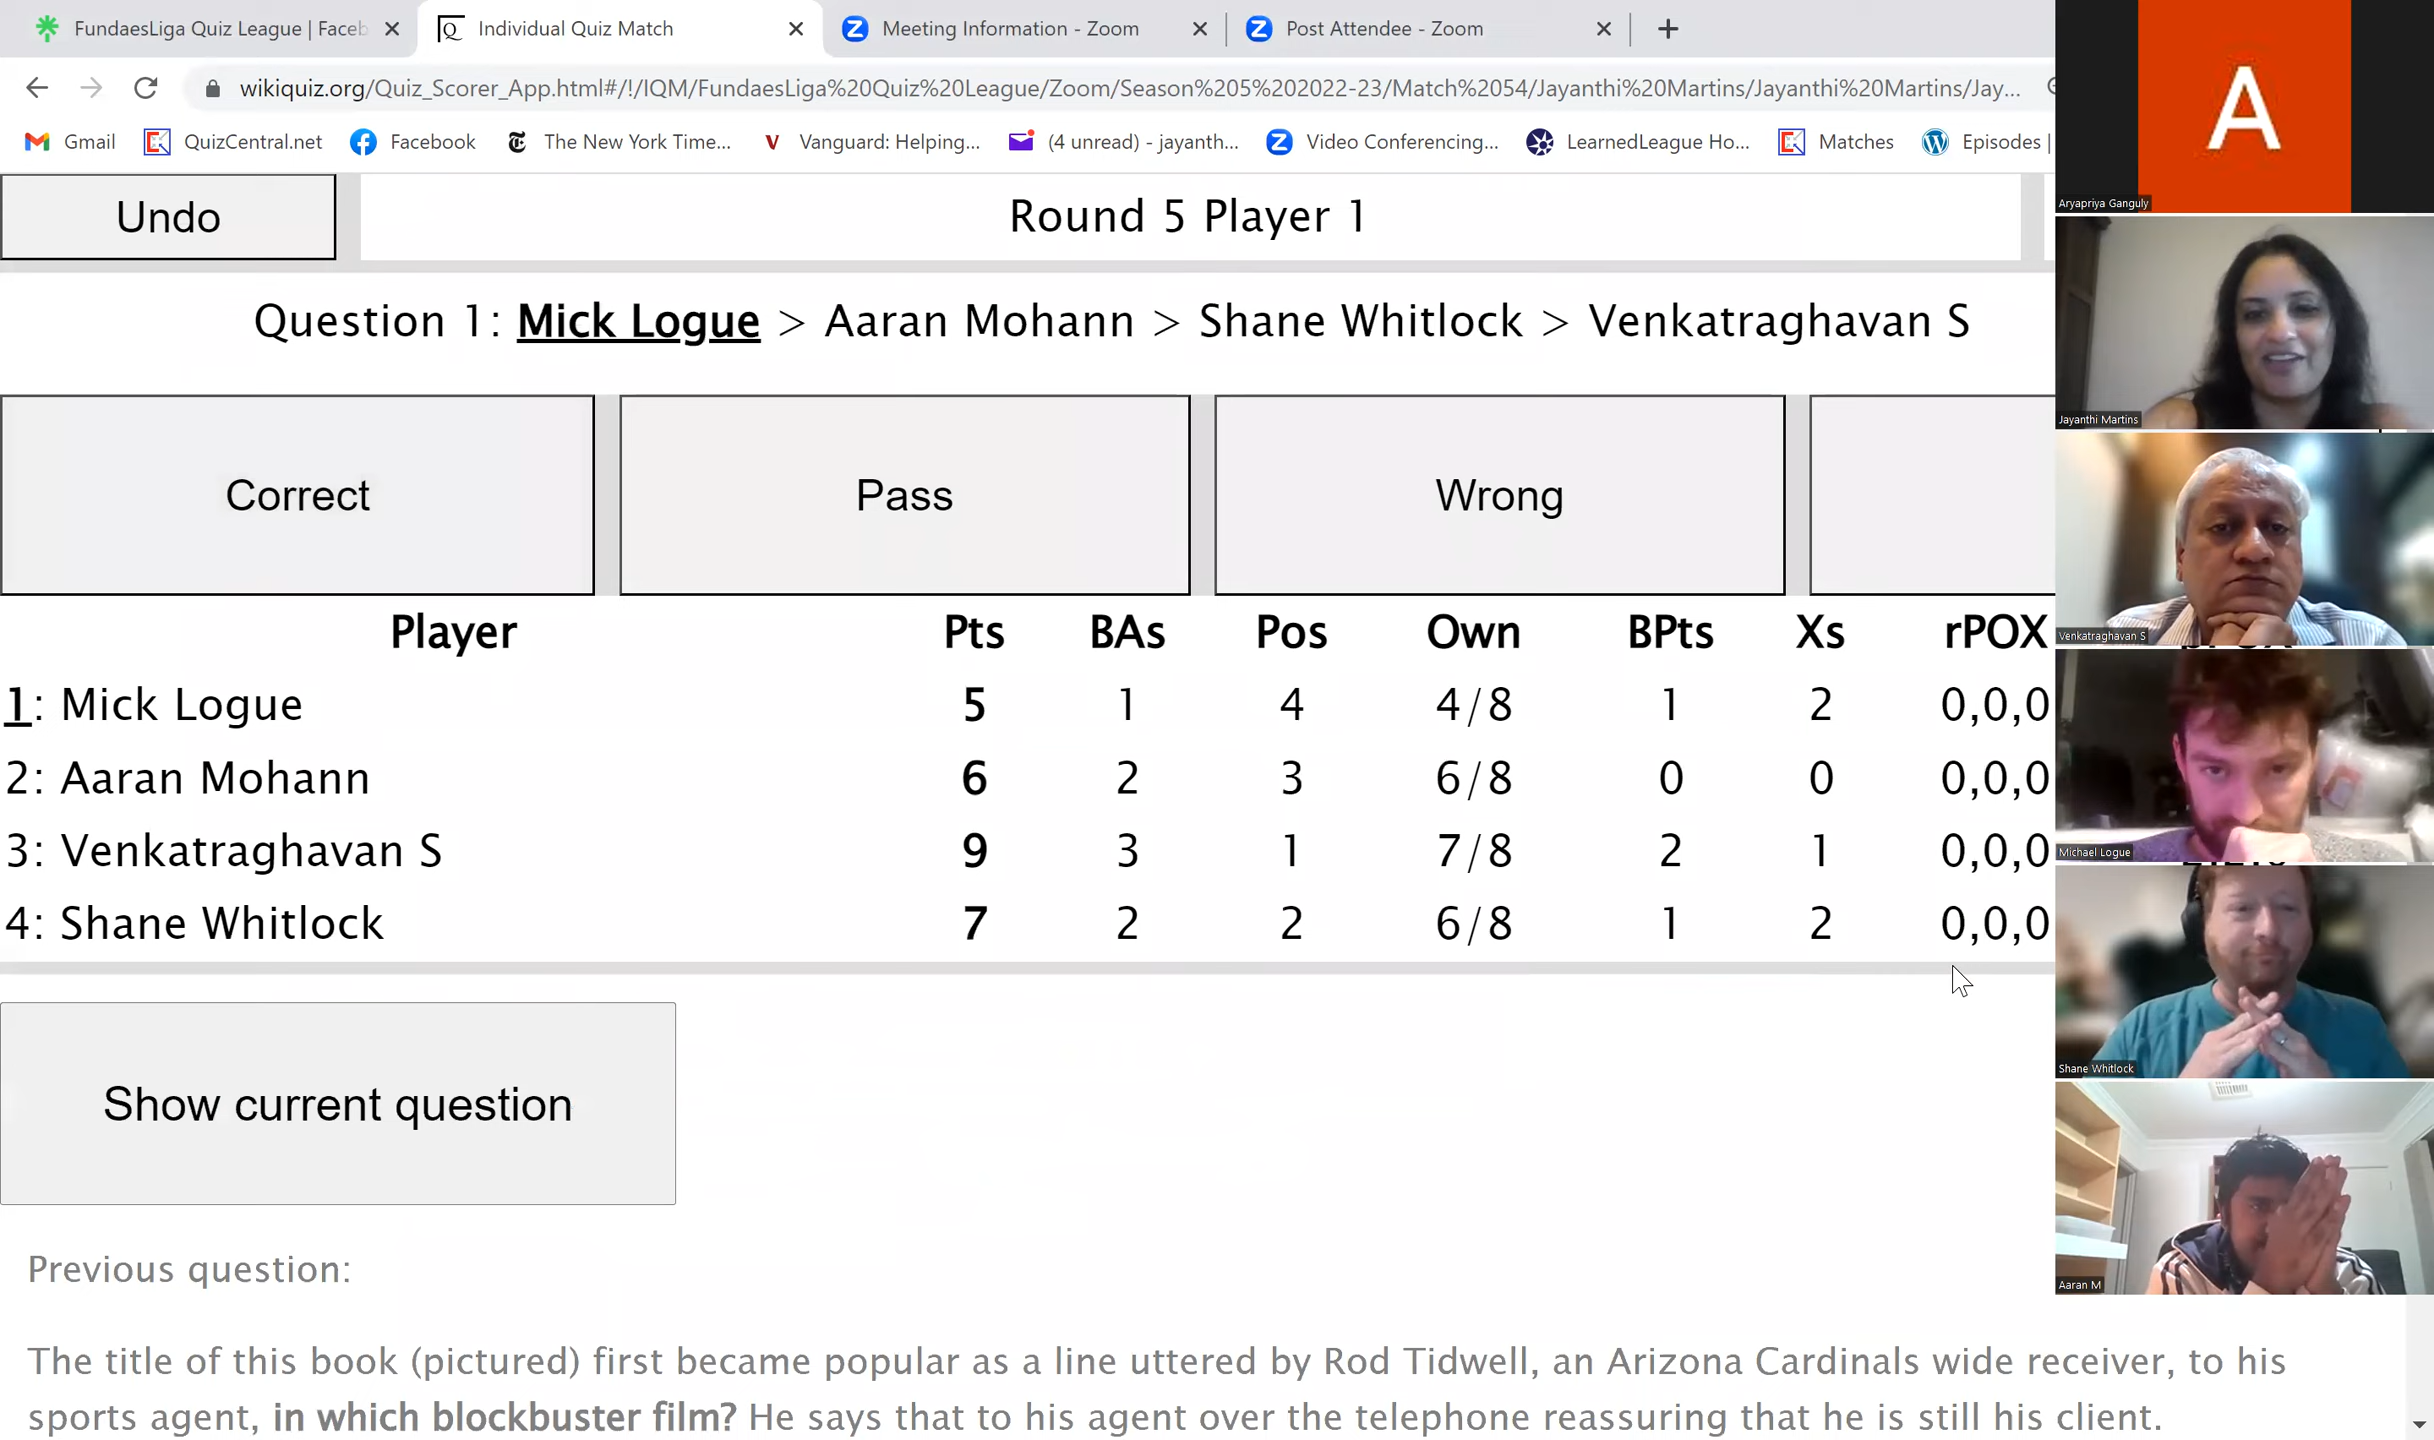 FundaesLiga Quiz League | Faceb
Individual Quiz Match
Meeting Information - Zoom
Post Attendee - Zoom
wikiquiz.org/Quiz_Scorer_App.html#/!/IQM/FundaesLiga%20Quiz%20League/Zoom/Season%205%202022-23/Match%2054/Jayanthi%20Martins/Jayanthi%20Martins/Jay...
Gmail QuizCentral.net Facebook The New York Time... Vanguard: Helping... (4 unread) - jayanth... Video Conferencing... LearnedLeague Ho... Matches Episodes |
Undo
Round 5 Player 1
Question 1: Mick Logue > Aaran Mohann > Shane Whitlock > Venkatraghavan S
Correct
Pass
Wrong
Player Pts BAs Pos Own BPts Xs rPOX
1: Mick Logue 5 1 4 4/8 1 2 0,0,0
2: Aaran Mohann 6 2 3 6/8 0 0 0,0,0
3: Venkatraghavan S 9 3 1 7/8 2 1 0,0,0
4: Shane Whitlock 7 2 2 6/8 1 2 0,0,0
Show current question
Previous question:
The title of this book (pictured) first became popular as a line uttered by Rod Tidwell, an Arizona Cardinals wide receiver, to his
sports agent, in which blockbuster film? He says that to his agent over the telephone reassuring that he is still his client.
A
Aryapriya Ganguly
Jayanthi Martins
Venkatraghavan S
Michael Logue
Shane Whitlock
Aaran M